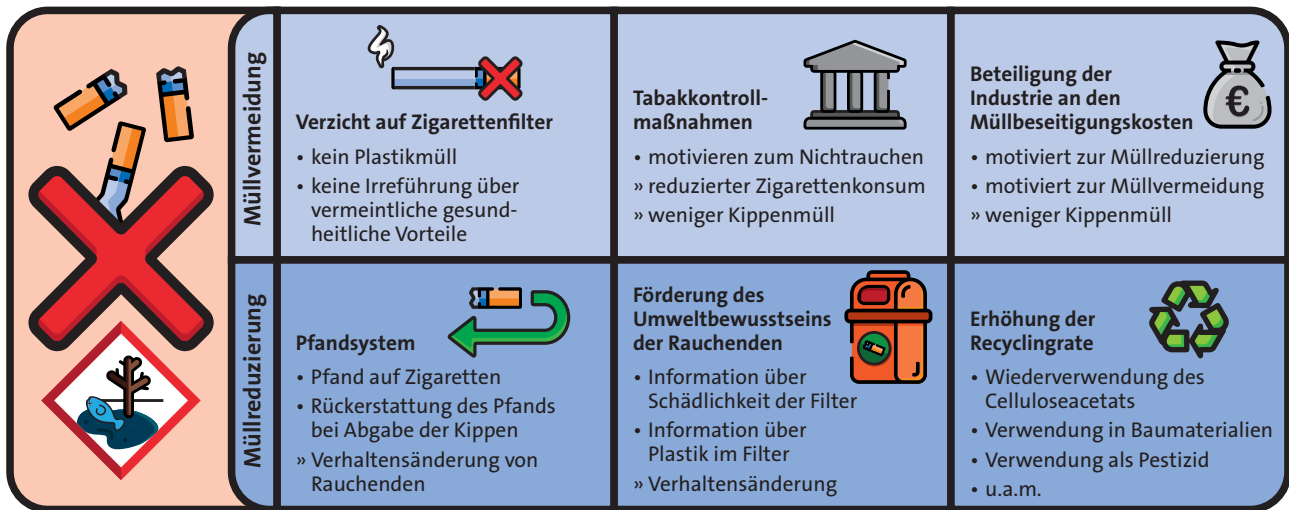 Müllvermeidung
Verzicht auf Zigarettenfilter
• kein Plastikmüll
• keine Irreführung über
vermeintliche gesund-
heitliche Vorteile
Tabakkontroll-
maßnahmen
• motivieren zum Nichtrauchen
» reduzierter Zigarettenkonsum
» weniger Kippenmüll
Beteiligung der
Industrie an den
Müllbeseitigungskosten
€
• motiviert zur Müllreduzierung
• motiviert zur Müllvermeidung
» weniger Kippenmüll
Müllreduzierung
Pfandsystem
• Pfand auf Zigaretten
• Rückerstattung des Pfands
bei Abgabe der Kippen
» Verhaltensänderung von
Rauchenden
Förderung des
Umweltbewusstseins
der Rauchenden
• Information über
Schädlichkeit der Filter
• Information über
Plastik im Filter
» Verhaltensänderung
Erhöhung der
Recyclingrate
• Wiederverwendung des
Celluloseacetats
• Verwendung in Baumaterialien
• Verwendung als Pestizid
• u.a.m.